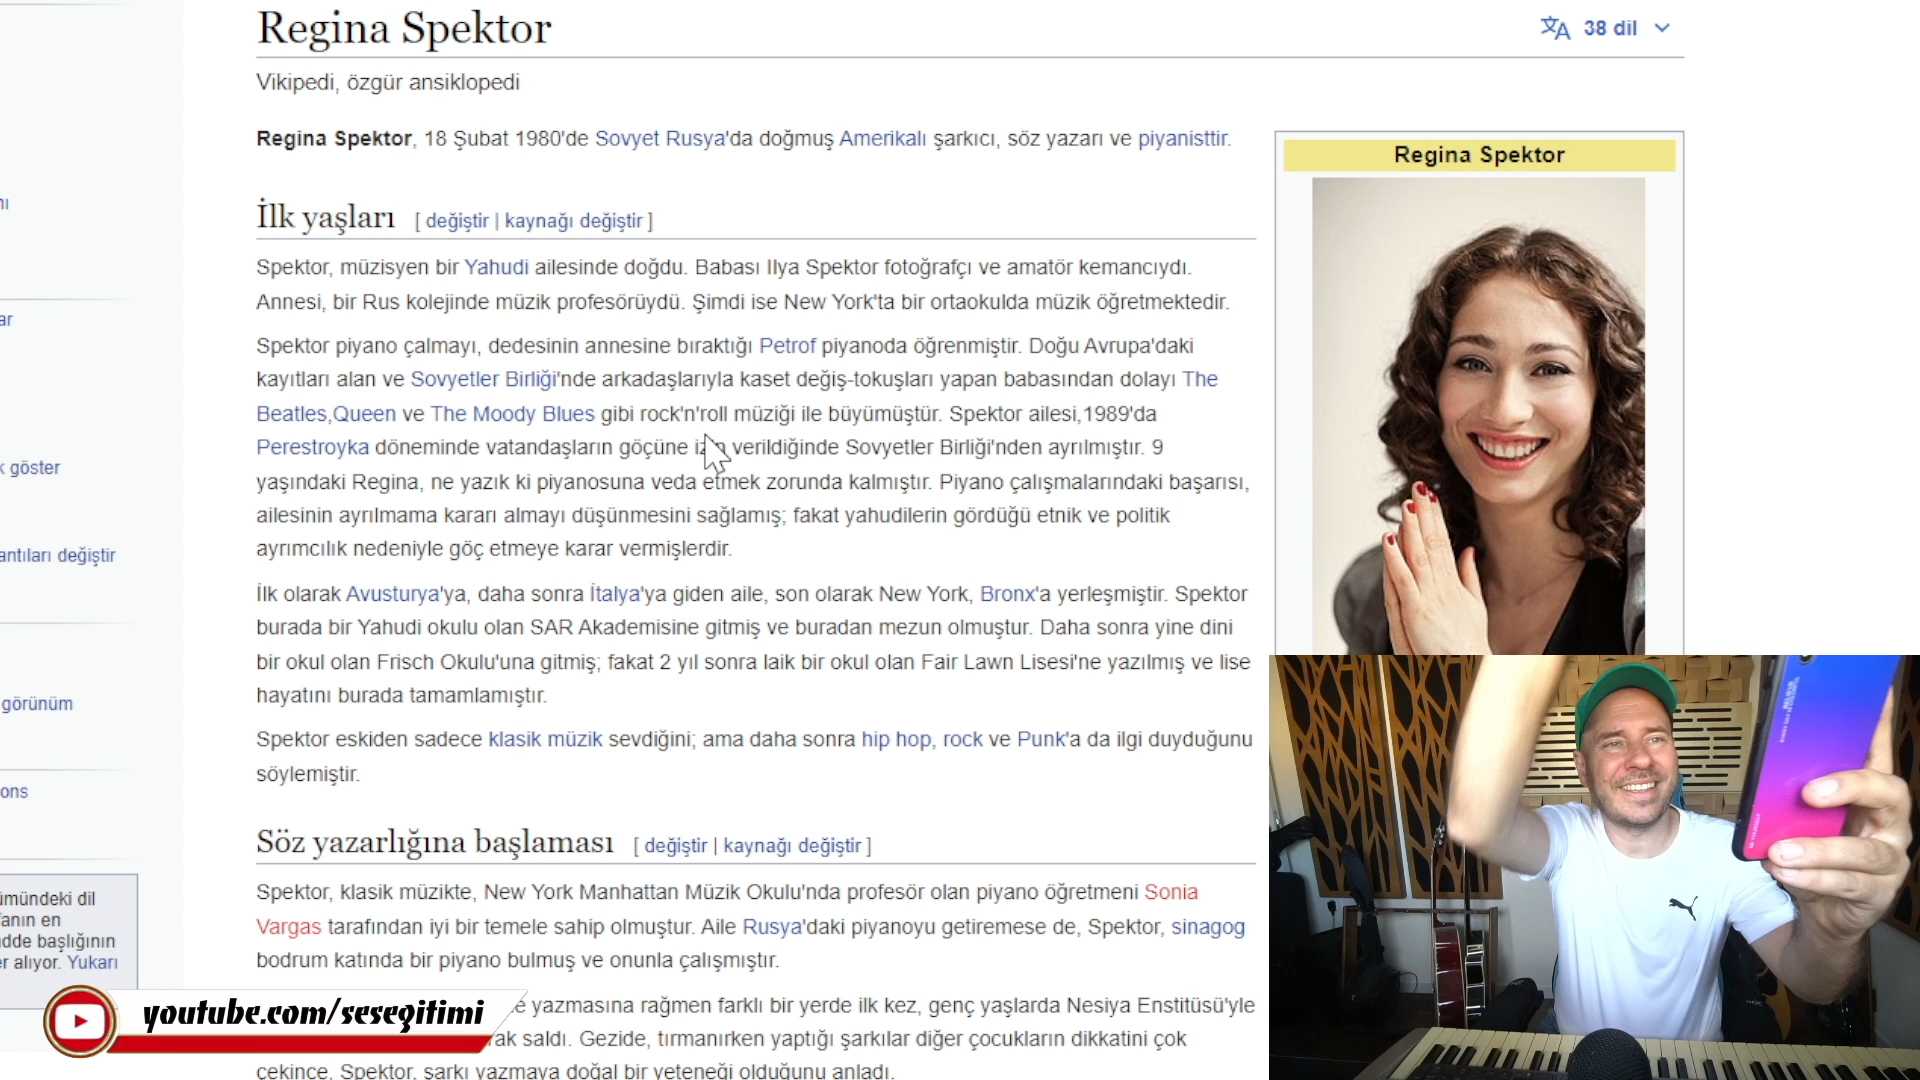 Regina Spektor
38 dil
Vikipedi, özgür ansiklopedi
Regina Spektor, 18 Şubat 1980'de Sovyet Rusya'da doğmuş Amerikalı şarkıcı, söz yazarı ve piyanisttir.
Regina Spektor
İlk yaşları [ değiştir | kaynağı değiştir ]
Spektor, müzisyen bir Yahudi ailesinde doğdu. Babası Ilya Spektor fotoğrafçı ve amatör kemancıydı.
Annesi, bir Rus kolejinde müzik profesörüydü. Şimdi ise New York'ta bir ortaokulda müzik öğretmektedir.
Spektor piyano çalmayı, dedesinin annesine bıraktığı Petrof piyanoda öğrenmiştir. Doğu Avrupa'daki
kayıtları alan ve Sovyetler Birliği'nde arkadaşlarıyla kaset değiş-tokuşları yapan babasından dolayı The
Beatles,Queen ve The Moody Blues gibi rock'n'roll müziği ile büyümüştür. Spektor ailesi,1989'da
Perestroyka döneminde vatandaşların göçüne izin verildiğinde Sovyetler Birliği'nden ayrılmıştır. 9
yaşındaki Regina, ne yazık ki piyanosuna veda etmek zorunda kalmıştır. Piyano çalışmalarındaki başarısı,
ailesinin ayrılmama kararı almayı düşünmesini sağlamış; fakat yahudilerin gördüğü etnik ve politik
ayrımcılık nedeniyle göç etmeye karar vermişlerdir.
İlk olarak Avusturya'ya, daha sonra İtalya'ya giden aile, son olarak New York, Bronx'a yerleşmiştir. Spektor
burada bir Yahudi okulu olan SAR Akademisine gitmiş ve buradan mezun olmuştur. Daha sonra yine dini
bir okul olan Frisch Okulu'una gitmiş; fakat 2 yıl sonra laik bir okul olan Fair Lawn Lisesi'ne yazılmış ve lise
hayatını burada tamamlamıştır.
Spektor eskiden sadece klasik müzik sevdiğini; ama daha sonra hip hop, rock ve Punk'a da ilgi duyduğunu
söylemiştir.
Söz yazarlığına başlaması [ değiştir | kaynağı değiştir ]
Spektor, klasik müzikte, New York Manhattan Müzik Okulu'nda profesör olan piyano öğretmeni Sonia
Vargas tarafından iyi bir temele sahip olmuştur. Aile Rusya'daki piyanoyu getiremese de, Spektor, sinagog
bodrum katında bir piyano bulmuş ve onunla çalışmıştır.
yazmasına rağmen farklı bir yerde ilk kez, genç yaşlarda Nesiya Enstitüsü'yle
rak saldı. Gezide, tırmanırken yaptığı şarkılar diğer çocukların dikkatini çok
çekince, Spektor, şarkı yazmaya doğal bir yeteneği olduğunu anladı.
ar
k göster
antıları değiştir
görünüm
ons
ümündeki dil
fanın en
adde başlığının
er alıyor. Yukarı
youtube.com/sesegitimi